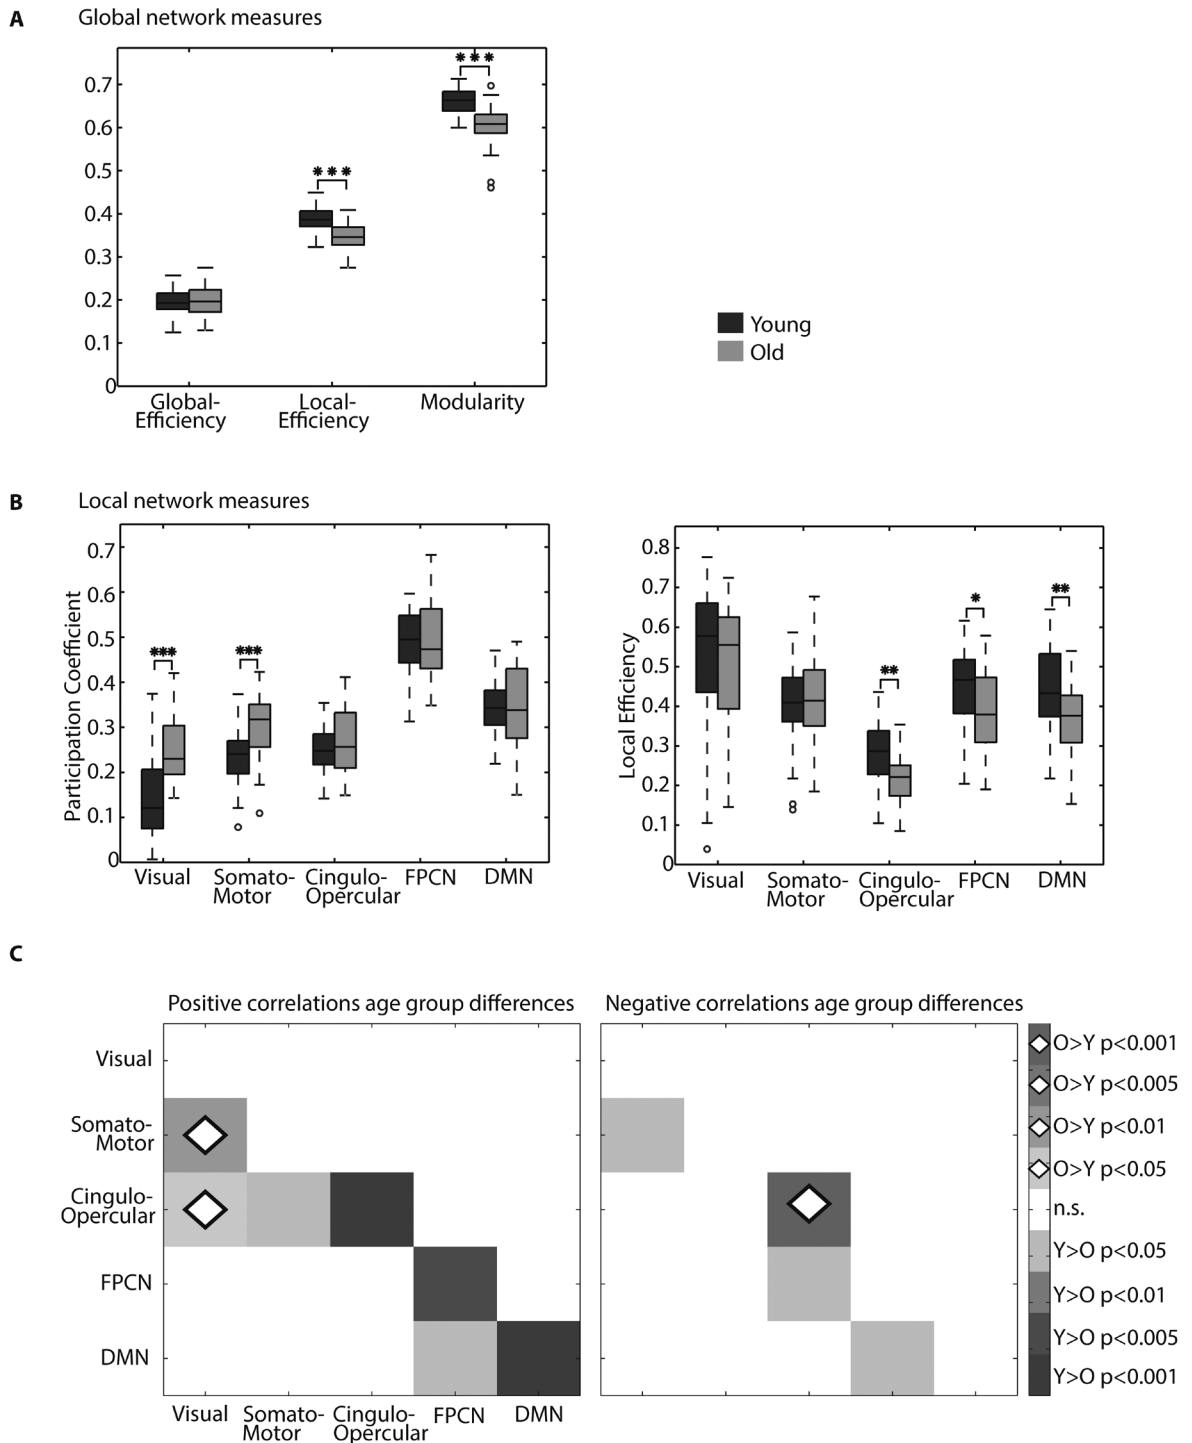 A Global network measures
0.7
0.6
0.5
0.4
0.3
0.2
0.1
0
*** 
***
Global-
Efficiency
Local-
Efficiency
Modularity
Young
Old
B Local network measures
Participation Coefficient
0.7
0.6
0.5
0.4
0.3
0.2
0.1
0
***
***
Visual
Somato-
Motor
Cingulo-
Opercular
FPCN
DMN
Local Efficiency
0.8
0.7
0.6
0.5
0.4
0.3
0.2
0.1
0
**
*
**
Visual
Somato-
Motor
Cingulo-
Opercular
FPCN
DMN
C
Positive correlations age group differences
Visual
Somato-
Motor
Cingulo-
Opercular
FPCN
DMN
Visual
Somato-
Motor
Cingulo-
Opercular
FPCN
DMN
Negative correlations age group differences
O>Y p<0.001
O>Y p<0.005
O>Y p<0.01
O>Y p<0.05
n.s.
Y>O p<0.05
Y>O p<0.01
Y>O p<0.005
Y>O p<0.001